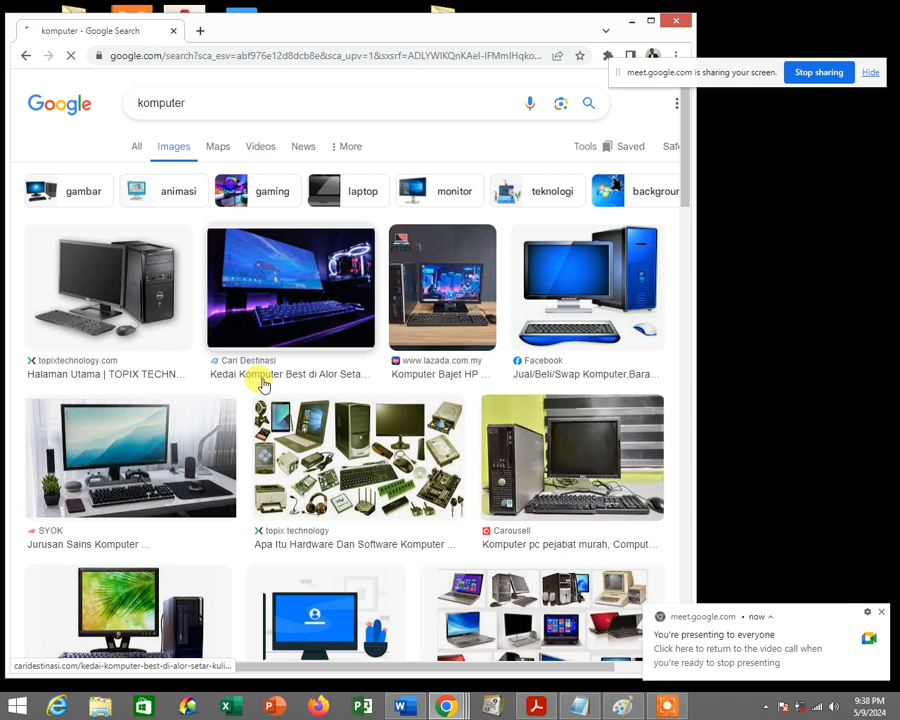 komputer - Google Search
google.com/search?sca_esv=abf976e12d8dcb8e&sca_upv=1&sxsrf=ADLYWIKQnKAeI-IFMmIHqko...
meet.google.com is sharing your screen.
Stop sharing
Hide
Google
komputer
All
Images
Maps
Videos
News
More
Tools
Saved
Safe
gambar
animasi
gaming
laptop
monitor
teknologi
backgroun
topixtechnology.com
Halaman Utama | TOPIX TECHN...
Cari Destinasi
Kedai Komputer Best di Alor Seta...
www.lazada.com.my
Komputer Bajet HP ...
Facebook
Jual/Beli/Swap Komputer,Bara...
SYOK
Jurusan Sains Komputer ...
topix technology
Apa Itu Hardware Dan Software Komputer ...
Carousell
Komputer pc pejabat murah, Comput...
caridestinasi.com/kedai-komputer-best-di-alor-setar-kuli...
meet.google.com • now
You're presenting to everyone
Click here to return to the video call when
you're ready to stop presenting
9:38 PM
5/9/2024